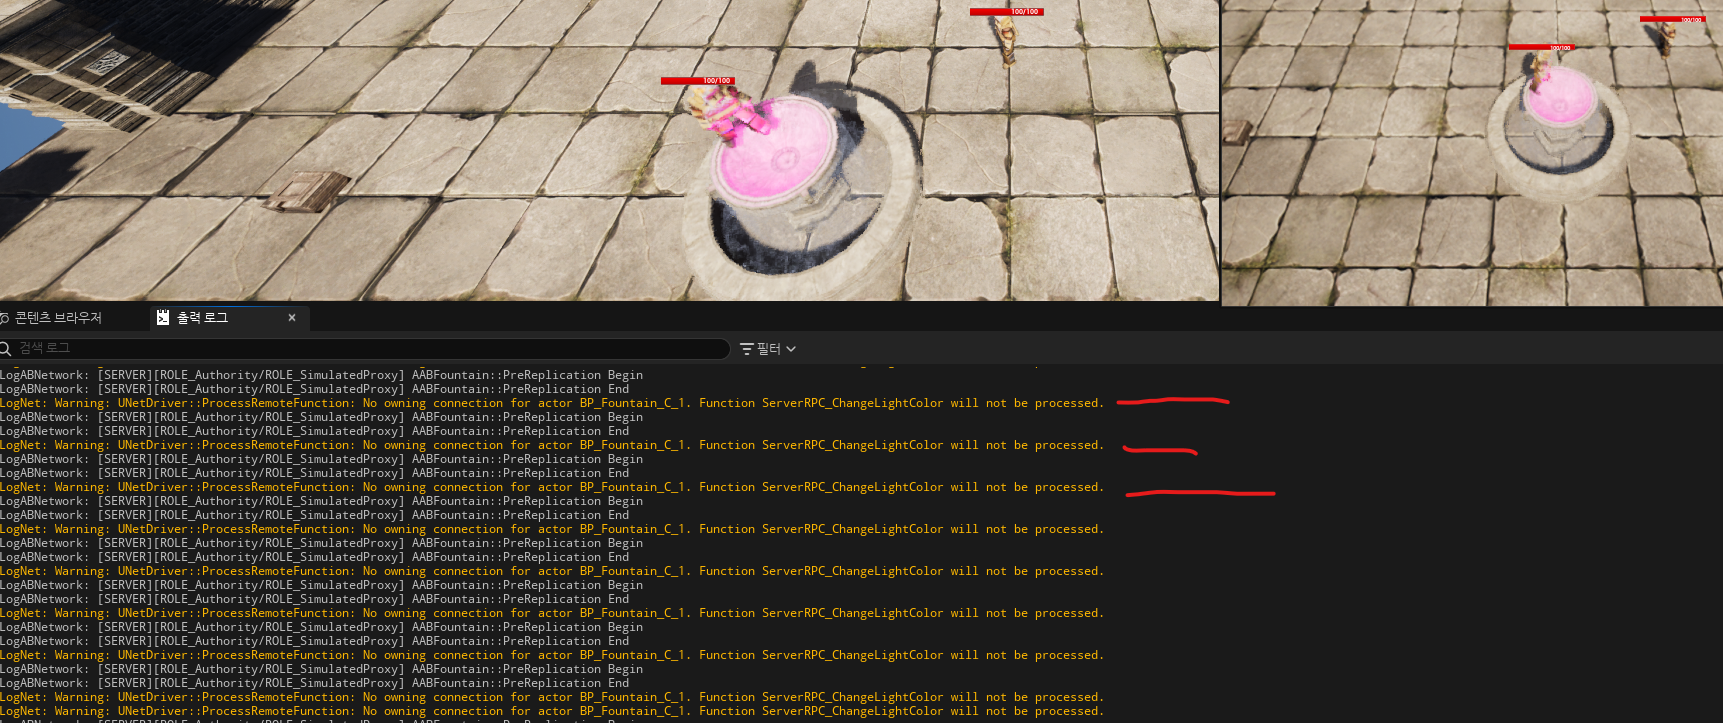 100/100
100/100
100/100
100/100
콘텐츠 브라우저
출력 로그
검색 로그
필터
LogABNetwork: [SERVER][ROLE_Authority/ROLE_SimulatedProxy] AABFountain::PreReplication Begin
LogABNetwork: [SERVER][ROLE_Authority/ROLE_SimulatedProxy] AABFountain::PreReplication End
LogNet: Warning: UNetDriver::ProcessRemoteFunction: No owning connection for actor BP_Fountain_C_1. Function ServerRPC_ChangeLightColor will not be processed.
LogABNetwork: [SERVER][ROLE_Authority/ROLE_SimulatedProxy] AABFountain::PreReplication Begin
LogABNetwork: [SERVER][ROLE_Authority/ROLE_SimulatedProxy] AABFountain::PreReplication End
LogNet: Warning: UNetDriver::ProcessRemoteFunction: No owning connection for actor BP_Fountain_C_1. Function ServerRPC_ChangeLightColor will not be processed.
LogABNetwork: [SERVER][ROLE_Authority/ROLE_SimulatedProxy] AABFountain::PreReplication Begin
LogABNetwork: [SERVER][ROLE_Authority/ROLE_SimulatedProxy] AABFountain::PreReplication End
LogNet: Warning: UNetDriver::ProcessRemoteFunction: No owning connection for actor BP_Fountain_C_1. Function ServerRPC_ChangeLightColor will not be processed.
LogABNetwork: [SERVER][ROLE_Authority/ROLE_SimulatedProxy] AABFountain::PreReplication Begin
LogABNetwork: [SERVER][ROLE_Authority/ROLE_SimulatedProxy] AABFountain::PreReplication End
LogNet: Warning: UNetDriver::ProcessRemoteFunction: No owning connection for actor BP_Fountain_C_1. Function ServerRPC_ChangeLightColor will not be processed.
LogABNetwork: [SERVER][ROLE_Authority/ROLE_SimulatedProxy] AABFountain::PreReplication Begin
LogABNetwork: [SERVER][ROLE_Authority/ROLE_SimulatedProxy] AABFountain::PreReplication End
LogNet: Warning: UNetDriver::ProcessRemoteFunction: No owning connection for actor BP_Fountain_C_1. Function ServerRPC_ChangeLightColor will not be processed.
LogABNetwork: [SERVER][ROLE_Authority/ROLE_SimulatedProxy] AABFountain::PreReplication Begin
LogABNetwork: [SERVER][ROLE_Authority/ROLE_SimulatedProxy] AABFountain::PreReplication End
LogNet: Warning: UNetDriver::ProcessRemoteFunction: No owning connection for actor BP_Fountain_C_1. Function ServerRPC_ChangeLightColor will not be processed.
LogABNetwork: [SERVER][ROLE_Authority/ROLE_SimulatedProxy] AABFountain::PreReplication Begin
LogABNetwork: [SERVER][ROLE_Authority/ROLE_SimulatedProxy] AABFountain::PreReplication End
LogNet: Warning: UNetDriver::ProcessRemoteFunction: No owning connection for actor BP_Fountain_C_1. Function ServerRPC_ChangeLightColor will not be processed.
LogABNetwork: [SERVER][ROLE_Authority/ROLE_SimulatedProxy] AABFountain::PreReplication Begin
LogABNetwork: [SERVER][ROLE_Authority/ROLE_SimulatedProxy] AABFountain::PreReplication End
LogNet: Warning: UNetDriver::ProcessRemoteFunction: No owning connection for actor BP_Fountain_C_1. Function ServerRPC_ChangeLightColor will not be processed.
LogNet: Warning: UNetDriver::ProcessRemoteFunction: No owning connection for actor BP_Fountain_C_1. Function ServerRPC_ChangeLightColor will not be processed.